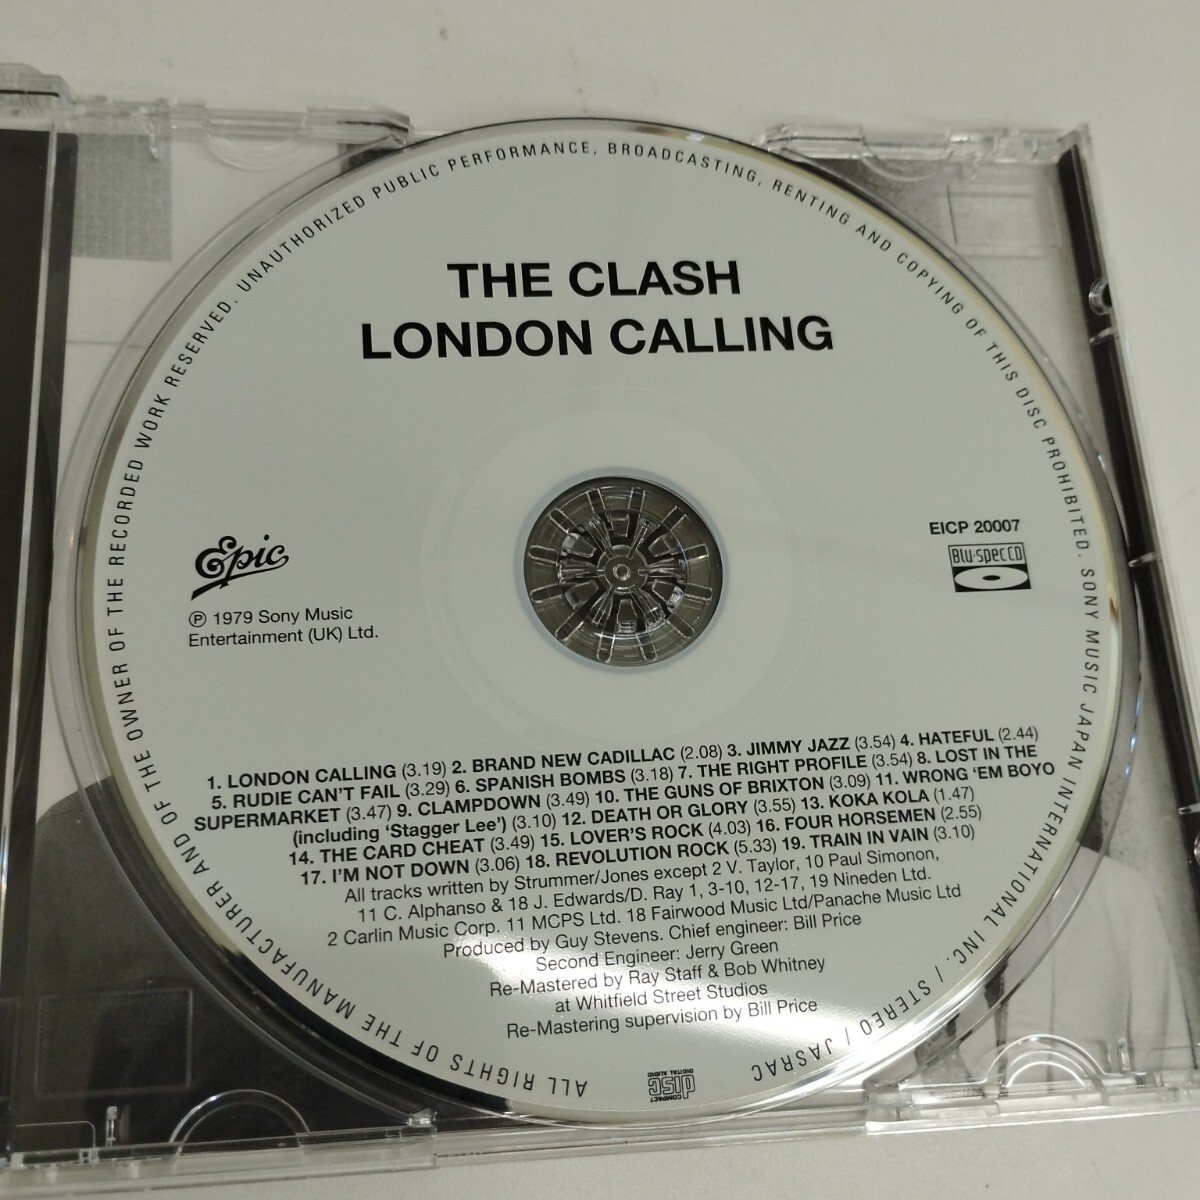 THE CLASH
LONDON CALLING
Epic
Ⓟ 1979 Sony Music
Entertainment (UK) Ltd.
EICP 20007
Blu-spec CD
1. LONDON CALLING (3.19) 2. BRAND NEW CADILLAC (2.08) 3. JIMMY JAZZ (3.54) 4. HATEFUL (2.44)
5. RUDIE CAN'T FAIL (3.29) 6. SPANISH BOMBS (3.18) 7. THE RIGHT PROFILE (3.54) 8. LOST IN THE
SUPERMARKET (3.47) 9. CLAMPDOWN (3.49) 10. THE GUNS OF BRIXTON (3.09) 11. WRONG 'EM BOYO
(including 'Stagger Lee') (3.10) 12. DEATH OR GLORY (3.55) 13. KOKA KOLA (1.47)
14. THE CARD CHEAT (3.49) 15. LOVER'S ROCK (4.03) 16. FOUR HORSEMEN (2.55)
17. I'M NOT DOWN (3.06) 18. REVOLUTION ROCK (5.33) 19. TRAIN IN VAIN (3.10)
All tracks written by Strummer/Jones except 2 V. Taylor, 10 Paul Simonon,
11 C. Alphanso & 18 J. Edwards/D. Ray 1, 3-10, 12-17, 19 Nineden Ltd.
2 Carlin Music Corp. 11 MCPS Ltd. 18 Fairwood Music Ltd/Panache Music Ltd
Produced by Guy Stevens. Chief engineer: Bill Price
Second Engineer: Jerry Green
Re-Mastered by Ray Staff & Bob Whitney
at Whitfield Street Studios
Re-Mastering supervision by Bill Price
COMPACT
disc
DIGITAL AUDIO
ALL RIGHTS OF THE MANUFACTURER AND OF THE OWNER OF THE RECORDED WORK RESERVED. UNAUTHORIZED PUBLIC PERFORMANCE, BROADCASTING, RENTING AND COPYING OF THIS DISC PROHIBITED. SONY MUSIC JAPAN INTERNATIONAL INC. / STEREO / JASRAC